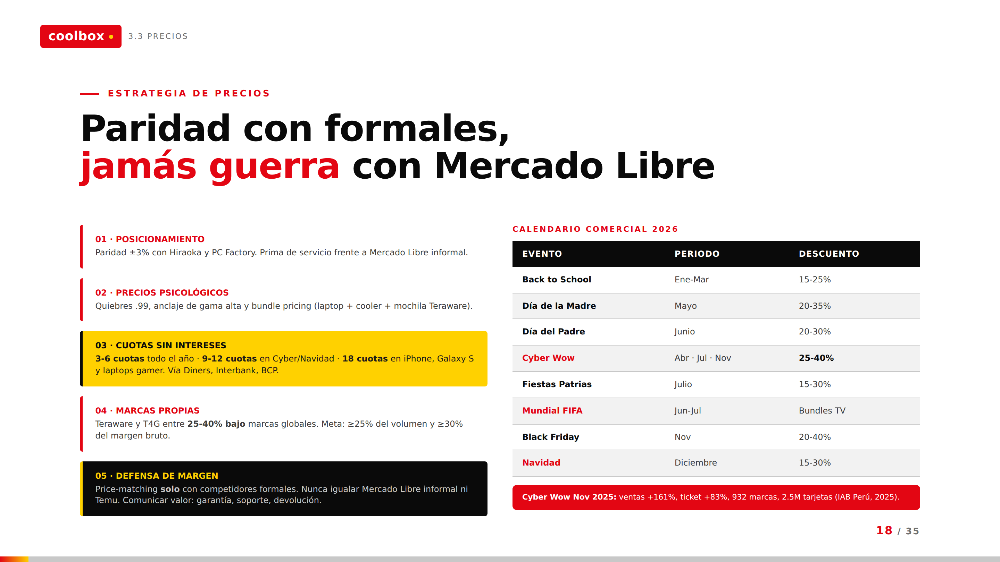 coolbox
3.3 PRECIOS
ESTRATEGIA DE PRECIOS
Paridad con formales,
jamás guerra con Mercado Libre
01 · POSICIONAMIENTO
Paridad ±3% con Hiraoka y PC Factory. Prima de servicio frente a Mercado Libre informal.
02 · PRECIOS PSICOLÓGICOS
Quiebres .99, anclaje de gama alta y bundle pricing (laptop + cooler + mochila Teraware).
03 · CUOTAS SIN INTERESES
3-6 cuotas todo el año · 9-12 cuotas en Cyber/Navidad · 18 cuotas en iPhone, Galaxy S
y laptops gamer. Vía Diners, Interbank, BCP.
04 · MARCAS PROPIAS
Teraware y T4G entre 25-40% bajo marcas globales. Meta: ≥25% del volumen y ≥30%
del margen bruto.
05 · DEFENSA DE MARGEN
Price-matching solo con competidores formales. Nunca igualar Mercado Libre informal ni
Temu. Comunicar valor: garantía, soporte, devolución.
CALENDARIO COMERCIAL 2026
EVENTO PERIODO DESCUENTO
Back to School Ene-Mar 15-25%
Día de la Madre Mayo 20-35%
Día del Padre Junio 20-30%
Cyber Wow Abr · Jul · Nov 25-40%
Fiestas Patrias Julio 15-30%
Mundial FIFA Jun-Jul Bundles TV
Black Friday Nov 20-40%
Navidad Diciembre 15-30%
Cyber Wow Nov 2025: ventas +161%, ticket +83%, 932 marcas, 2.5M tarjetas (IAB Perú, 2025).
18 / 35